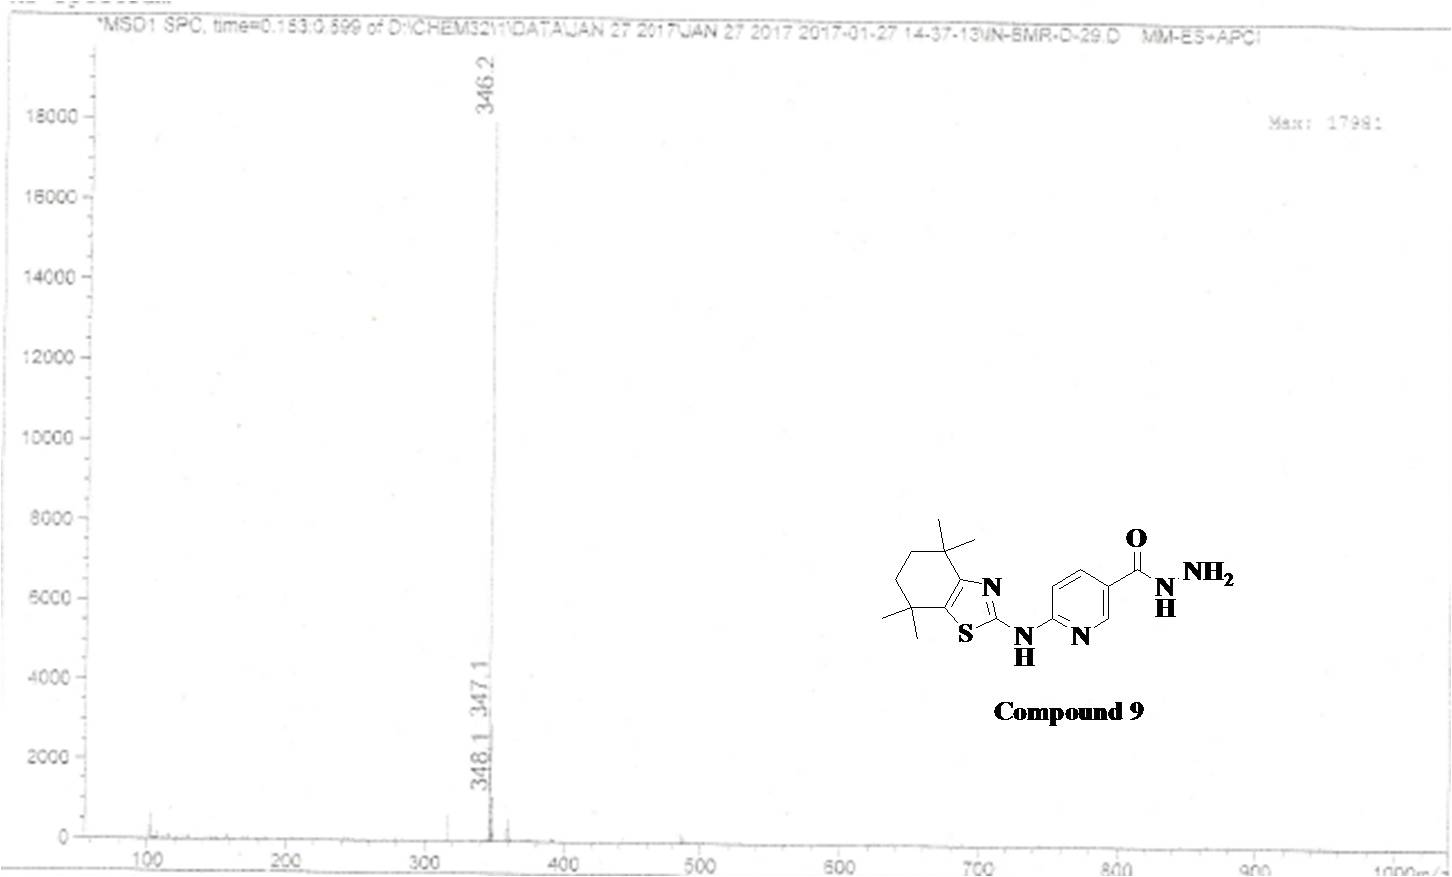 *MSD1 SPC, time=0.153:0.599 of D:\CHEM32\1\DATA\JAN 27 2017\JAN 27 2017 2017-01-27 14-37-13\IN-BMR-D-29.D MM-ES+APCI
346.2
18000
Max: 17981
16000
14000
12000
10000
8000
6000
4000
2000
0
347.1
348.1
O
N
NH2
N
H
S
N
H
N
Compound 9
100
200
300
400
500
600
700
800
900
1000m/z